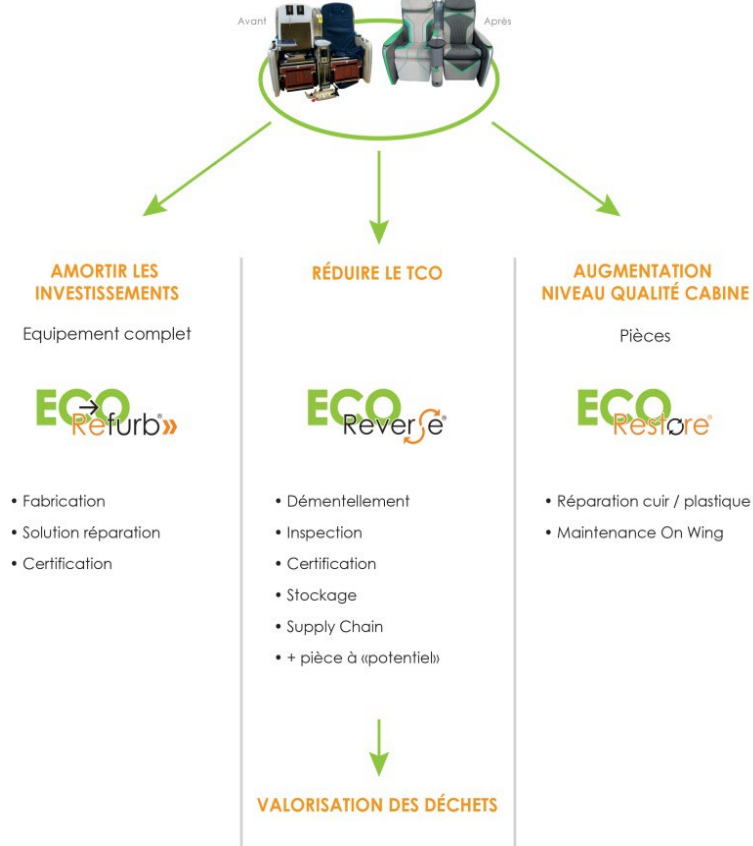 Avant
Après
AMORTIR LES
INVESTISSEMENTS
Equipement complet
ECO
Refurb»
• Fabrication
• Solution réparation
• Certification
RÉDUIRE LE TCO
ECO
Reverse®
• Démentellement
• Inspection
• Certification
• Stockage
• Supply Chain
• + pièce à «potentiel»
VALORISATION DES DÉCHETS
AUGMENTATION
NIVEAU QUALITÉ CABINE
Pièces
ECO
Restore®
• Réparation cuir / plastique
• Maintenance On Wing